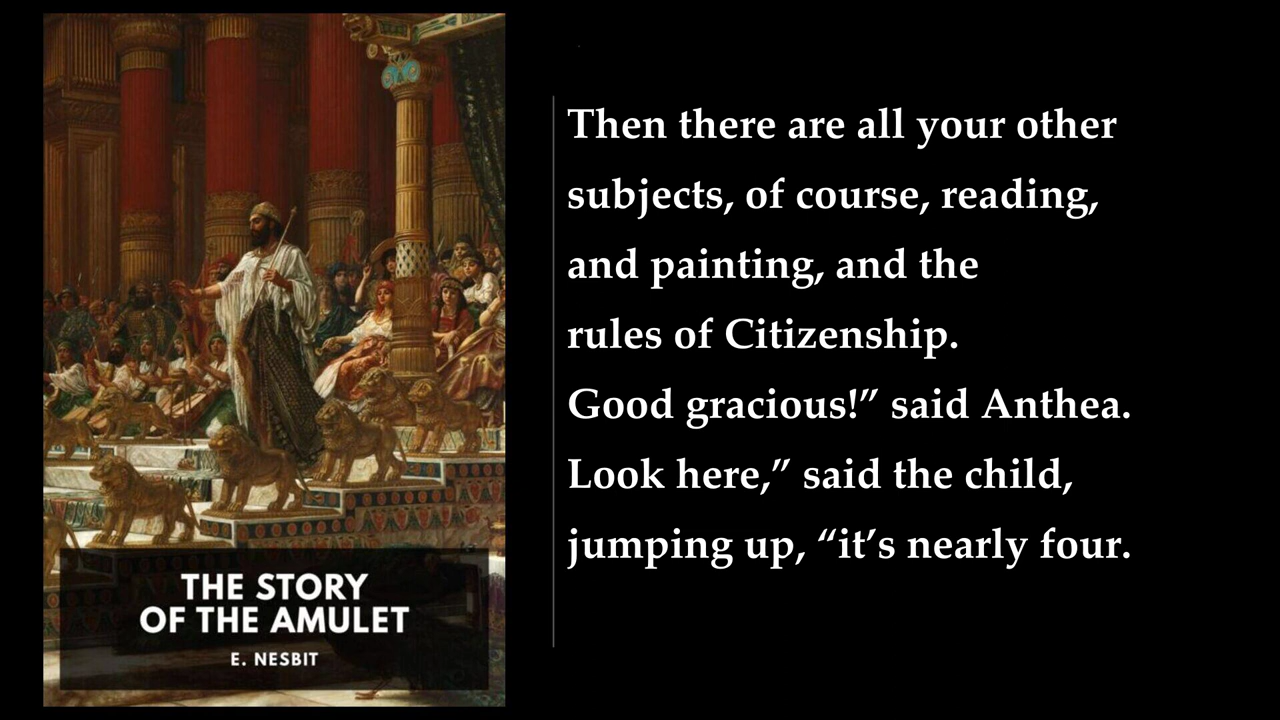 THE STORY
OF THE AMULET
E. NESBIT
Then there are all your other
subjects, of course, reading,
and painting, and the
rules of Citizenship.
Good gracious!” said Anthea.
Look here,” said the child,
jumping up, “it’s nearly four.